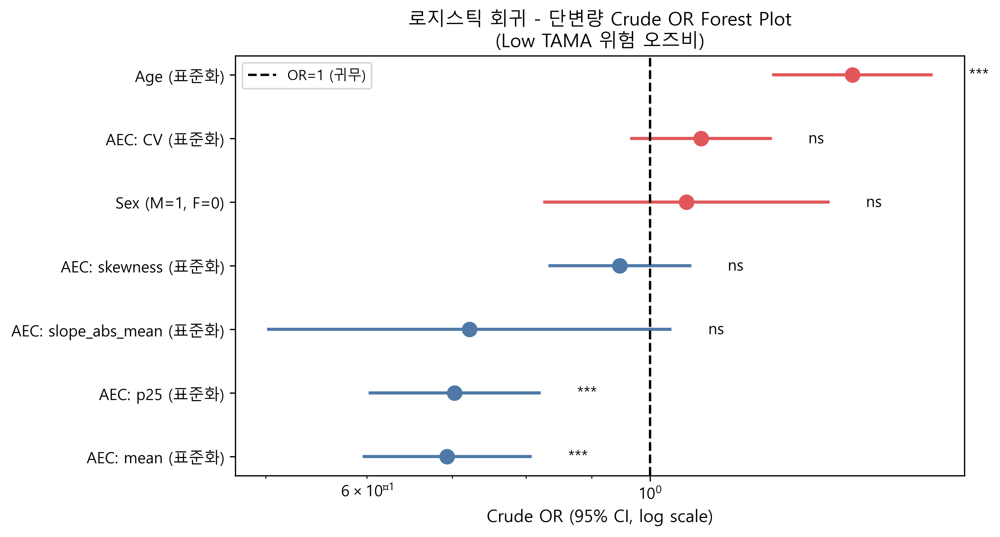 로지스틱 회귀 - 단변량 Crude OR Forest Plot
(Low TAMA 위험 오즈비)
OR=1 (귀무)
Age (표준화)
***
AEC: CV (표준화)
ns
Sex (M=1, F=0)
ns
AEC: skewness (표준화)
ns
AEC: slope_abs_mean (표준화)
ns
AEC: p25 (표준화)
***
AEC: mean (표준화)
***
6 × 10¤1
10⁰
Crude OR (95% CI, log scale)